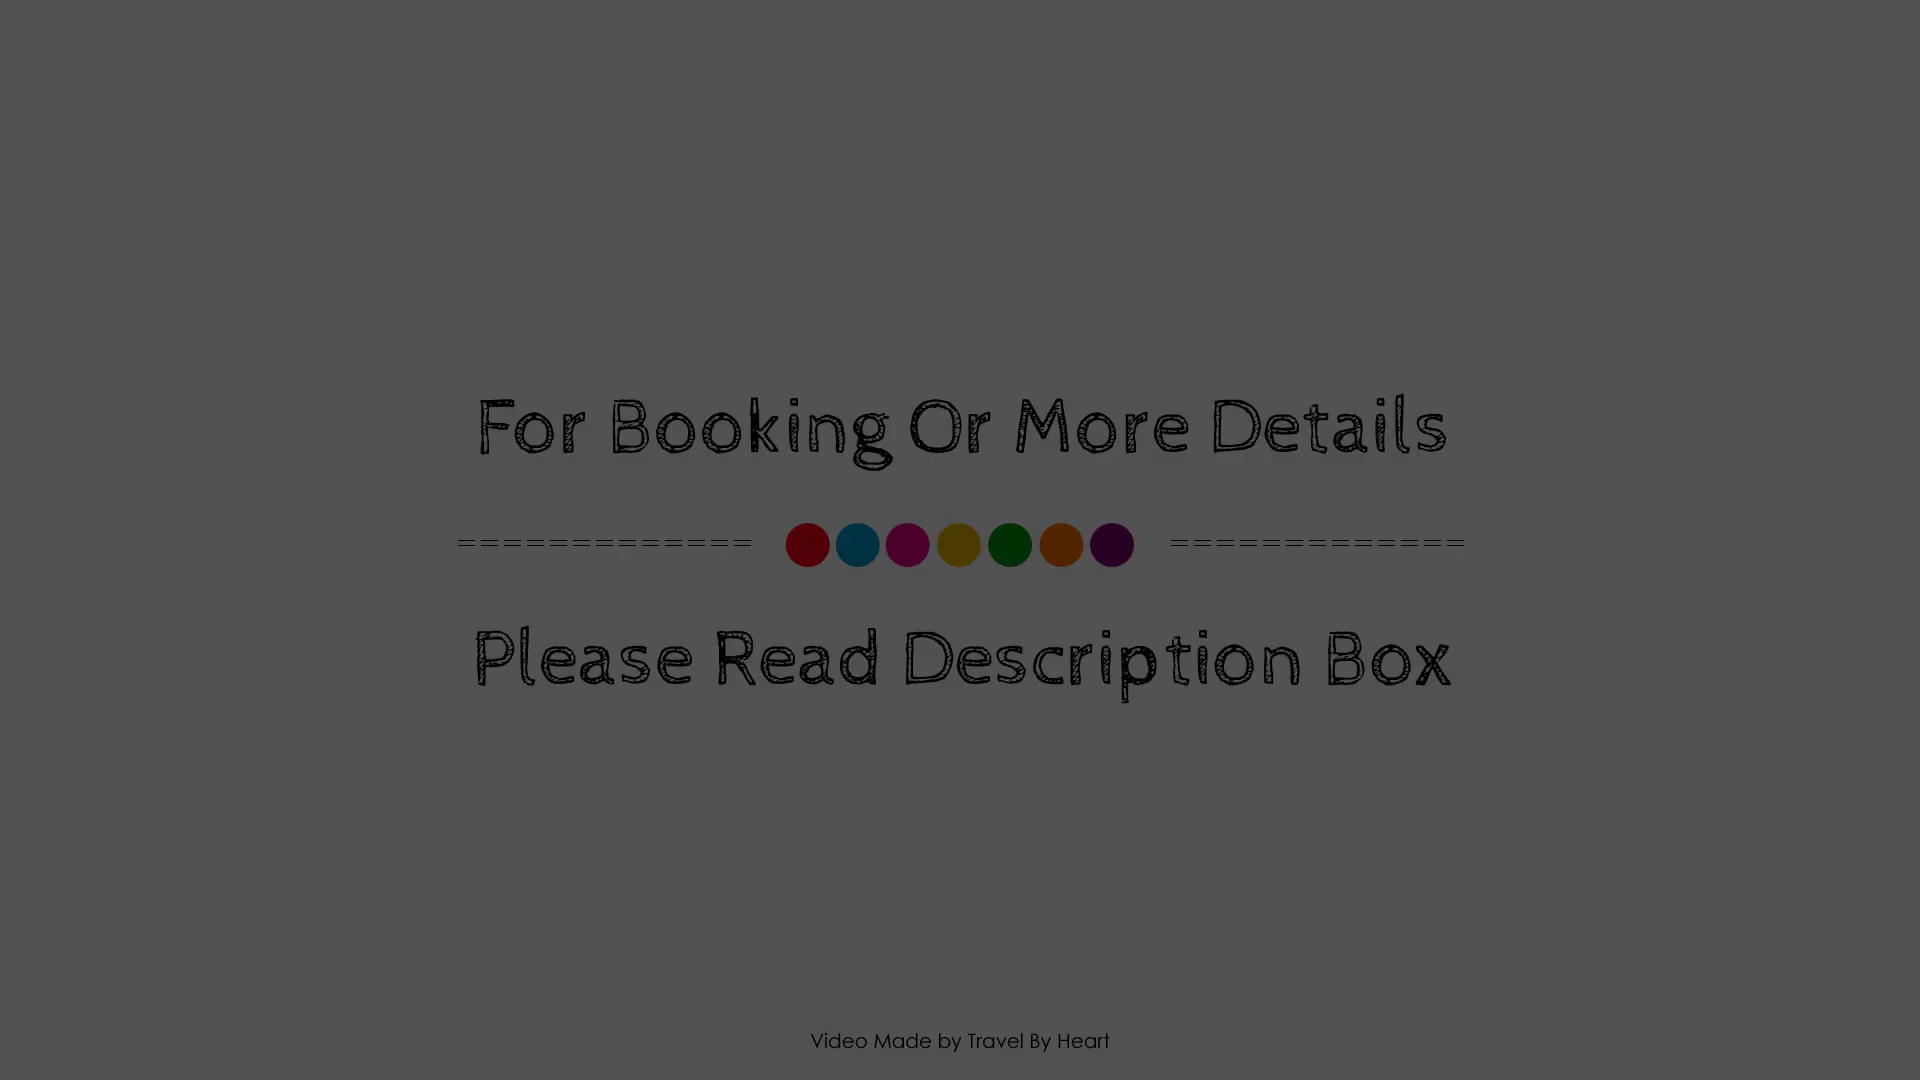 For Booking Or More Details
============= =============
Please Read Description Box
Video Made by Travel By Heart